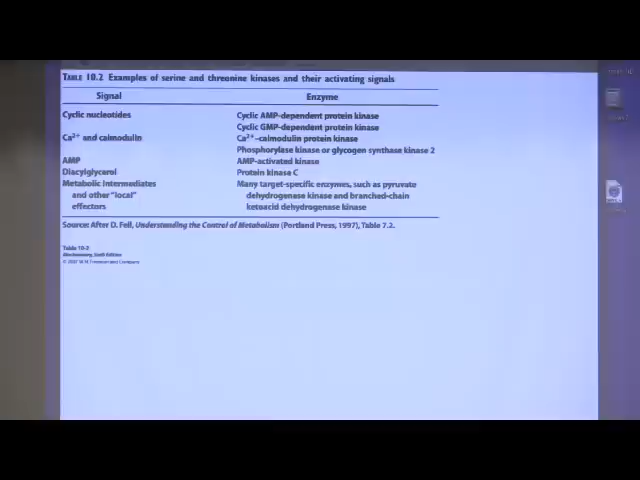 TABLE 10.2 Examples of serine and threonine kinases and their activating signals
Signal Enzyme
Cyclic nucleotides Cyclic AMP-dependent protein kinase
Cyclic GMP-dependent protein kinase
Ca2+ and calmodulin Ca2+-calmodulin protein kinase
Phosphorylase kinase or glycogen synthase kinase 2
AMP AMP-activated kinase
Diacylglycerol Protein kinase C
Metabolic intermediates Many target-specific enzymes, such as pyruvate
and other "local" dehydrogenase kinase and branched-chain
effectors ketoacid dehydrogenase kinase
Source: After D. Fell, Understanding the Control of Metabolism (Portland Press, 1997), Table 7.2.
Table 10-2
Biochemistry, Sixth Edition
© 2007 W.H. Freeman and Company